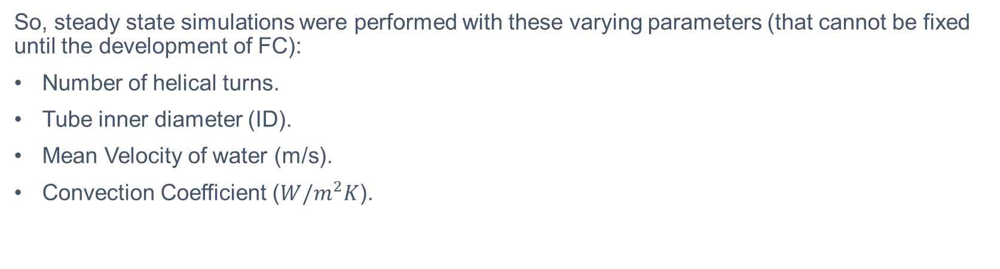 So, steady state simulations were performed with these varying parameters (that cannot be fixed
until the development of FC):
• Number of helical turns.
• Tube inner diameter (ID).
• Mean Velocity of water (m/s).
• Convection Coefficient (W/m²K).